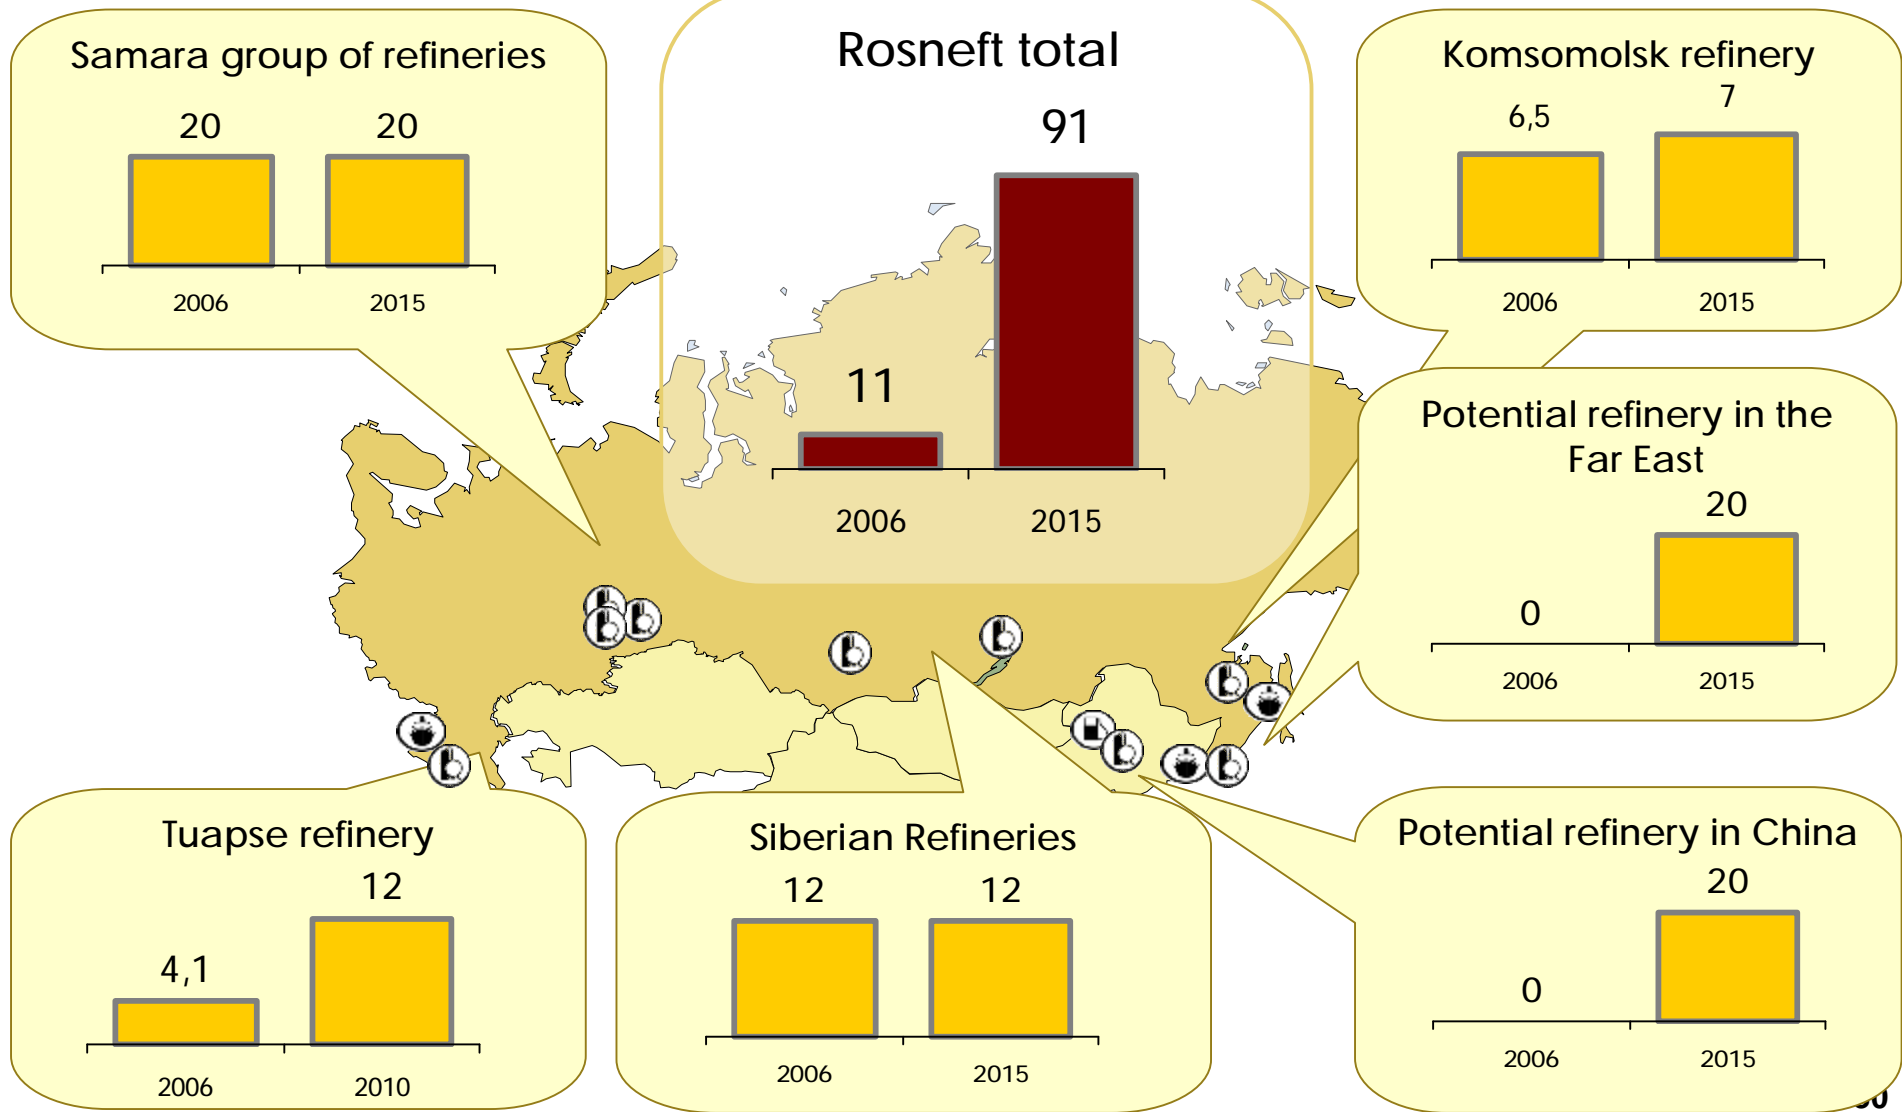 Samara group of refineries
20 20
2006 2015
Rosneft total
91
11
2006 2015
Komsomolsk refinery
6,5 7
2006 2015
Potential refinery in the
Far East
20
0
2006 2015
Tuapse refinery
12
4,1
2006 2010
Siberian Refineries
12 12
2006 2015
Potential refinery in China
20
0
2006 2015